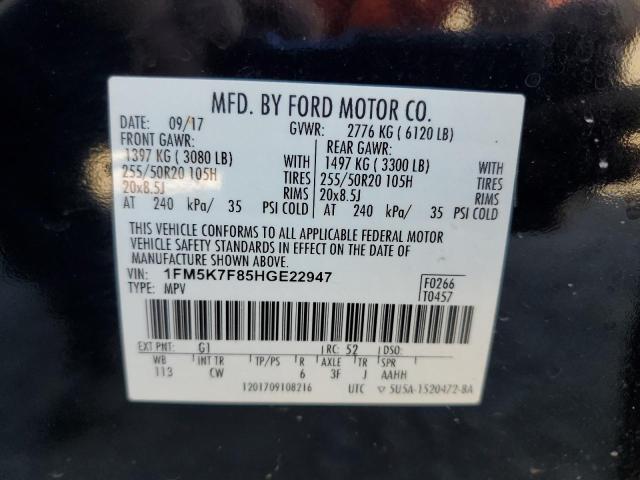 MFD. BY FORD MOTOR CO.
DATE: 09/17 GVWR: 2776 KG ( 6120 LB)
FRONT GAWR: REAR GAWR:
1397 KG ( 3080 LB) WITH 1497 KG ( 3300 LB) WITH
255/50R20 105H TIRES 255/50R20 105H TIRES
20x8.5J RIMS 20x8.5J RIMS
AT 240 kPa/ 35 PSI COLD AT 240 kPa/ 35 PSI COLD
THIS VEHICLE CONFORMS TO ALL APPLICABLE FEDERAL MOTOR
VEHICLE SAFETY STANDARDS IN EFFECT ON THE DATE OF
MANUFACTURE SHOWN ABOVE.
VIN: 1FM5K7F85HGE22947 F0266
TYPE: MPV T0457
EXT PNT: G1 RC: 52 DSO:
WB INT TR TP/PS R AXLE TR SPR
113 CW 6 3F J AAHH
1201709108216 UTC ▽ 5U5A-1520472-BA